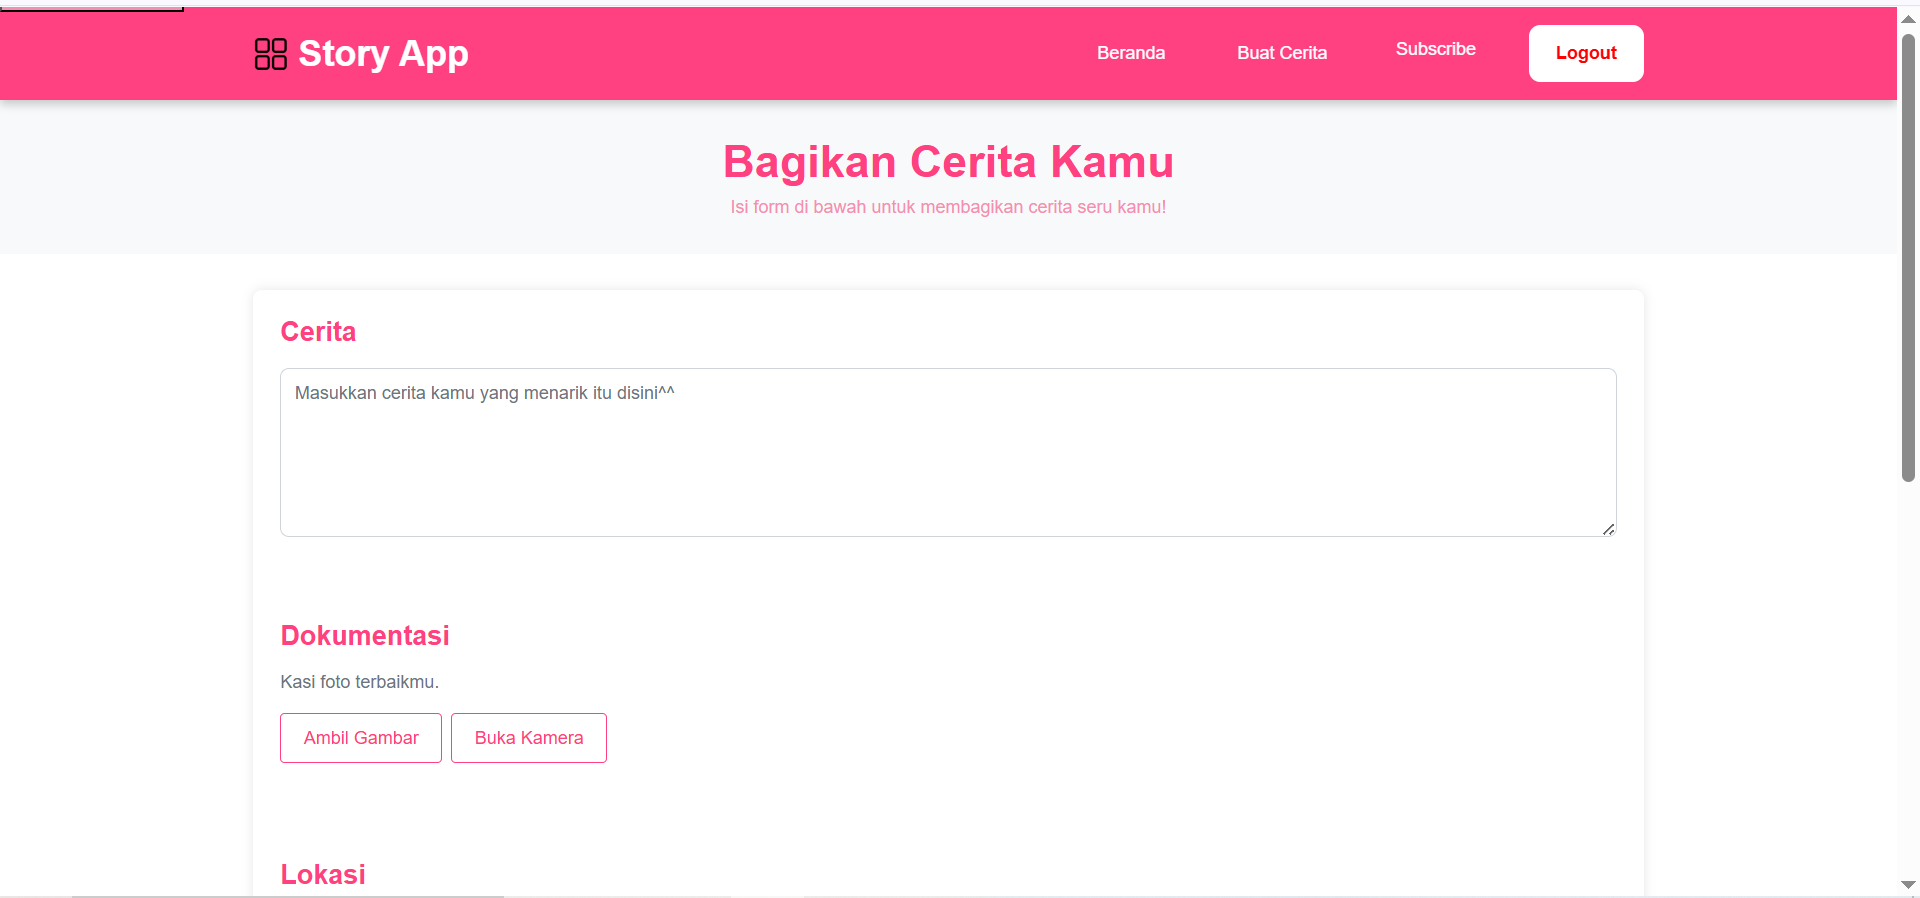 Story App
Beranda
Buat Cerita
Subscribe
Logout
Bagikan Cerita Kamu
Isi form di bawah untuk membagikan cerita seru kamu!
Cerita
Masukkan cerita kamu yang menarik itu disini^^
Dokumentasi
Kasi foto terbaikmu.
Ambil Gambar
Buka Kamera
Lokasi